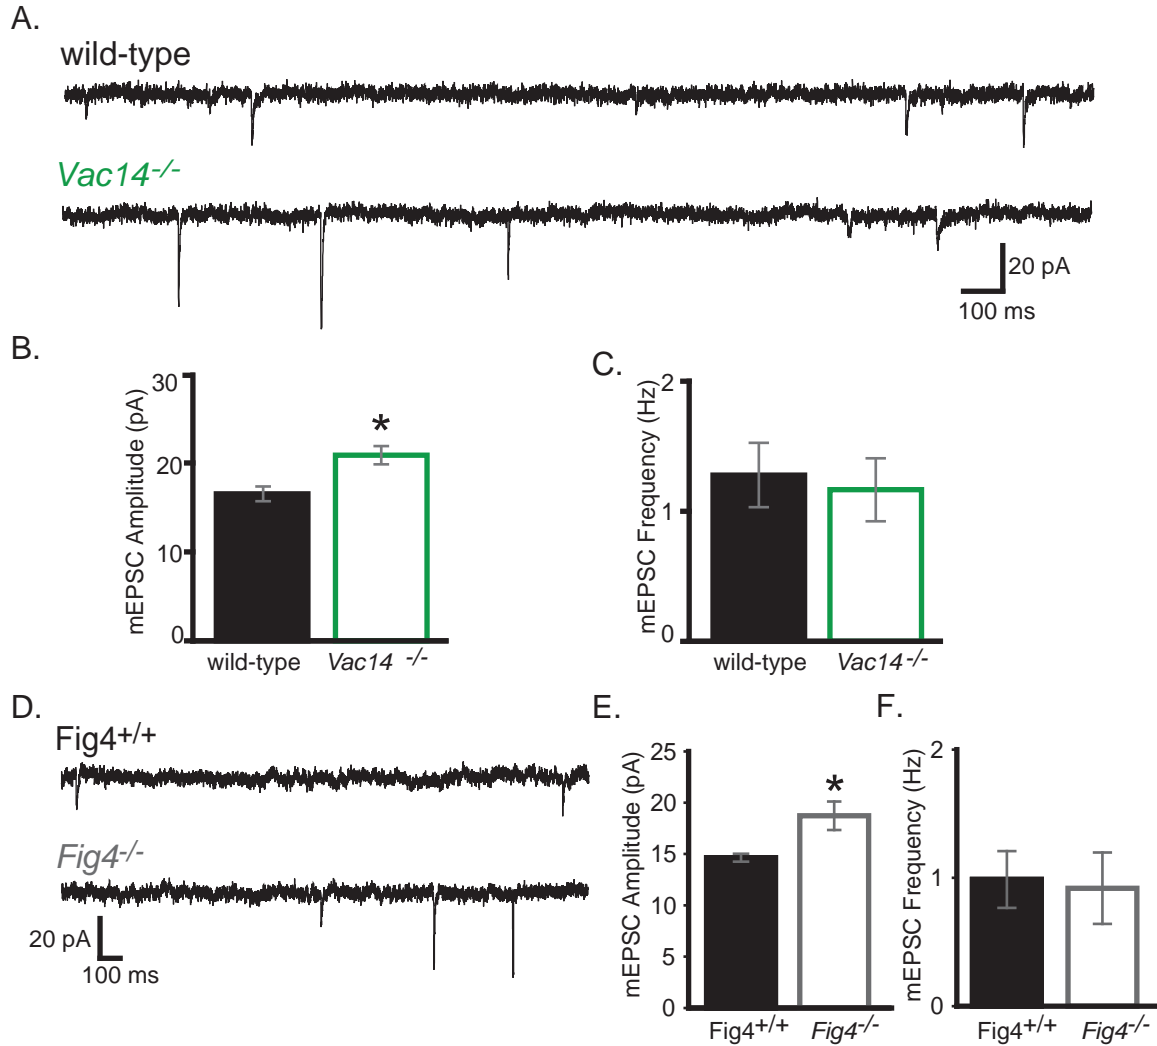 A.
wild-type
Vac14-/-
20 pA
100 ms
B.
mEPSC Amplitude (pA)
30
20
10
0
*
wild-type
Vac14 -/-
C.
mEPSC Frequency (Hz)
2
1
0
wild-type
Vac14-/-
D.
Fig4+/+
Fig4-/-
20 pA
100 ms
E.
mEPSC Amplitude (pA)
25
20
15
10
5
0
*
Fig4+/+
Fig4-/-
F.
mEPSC Frequency (Hz)
2
1
0
Fig4+/+
Fig4-/-